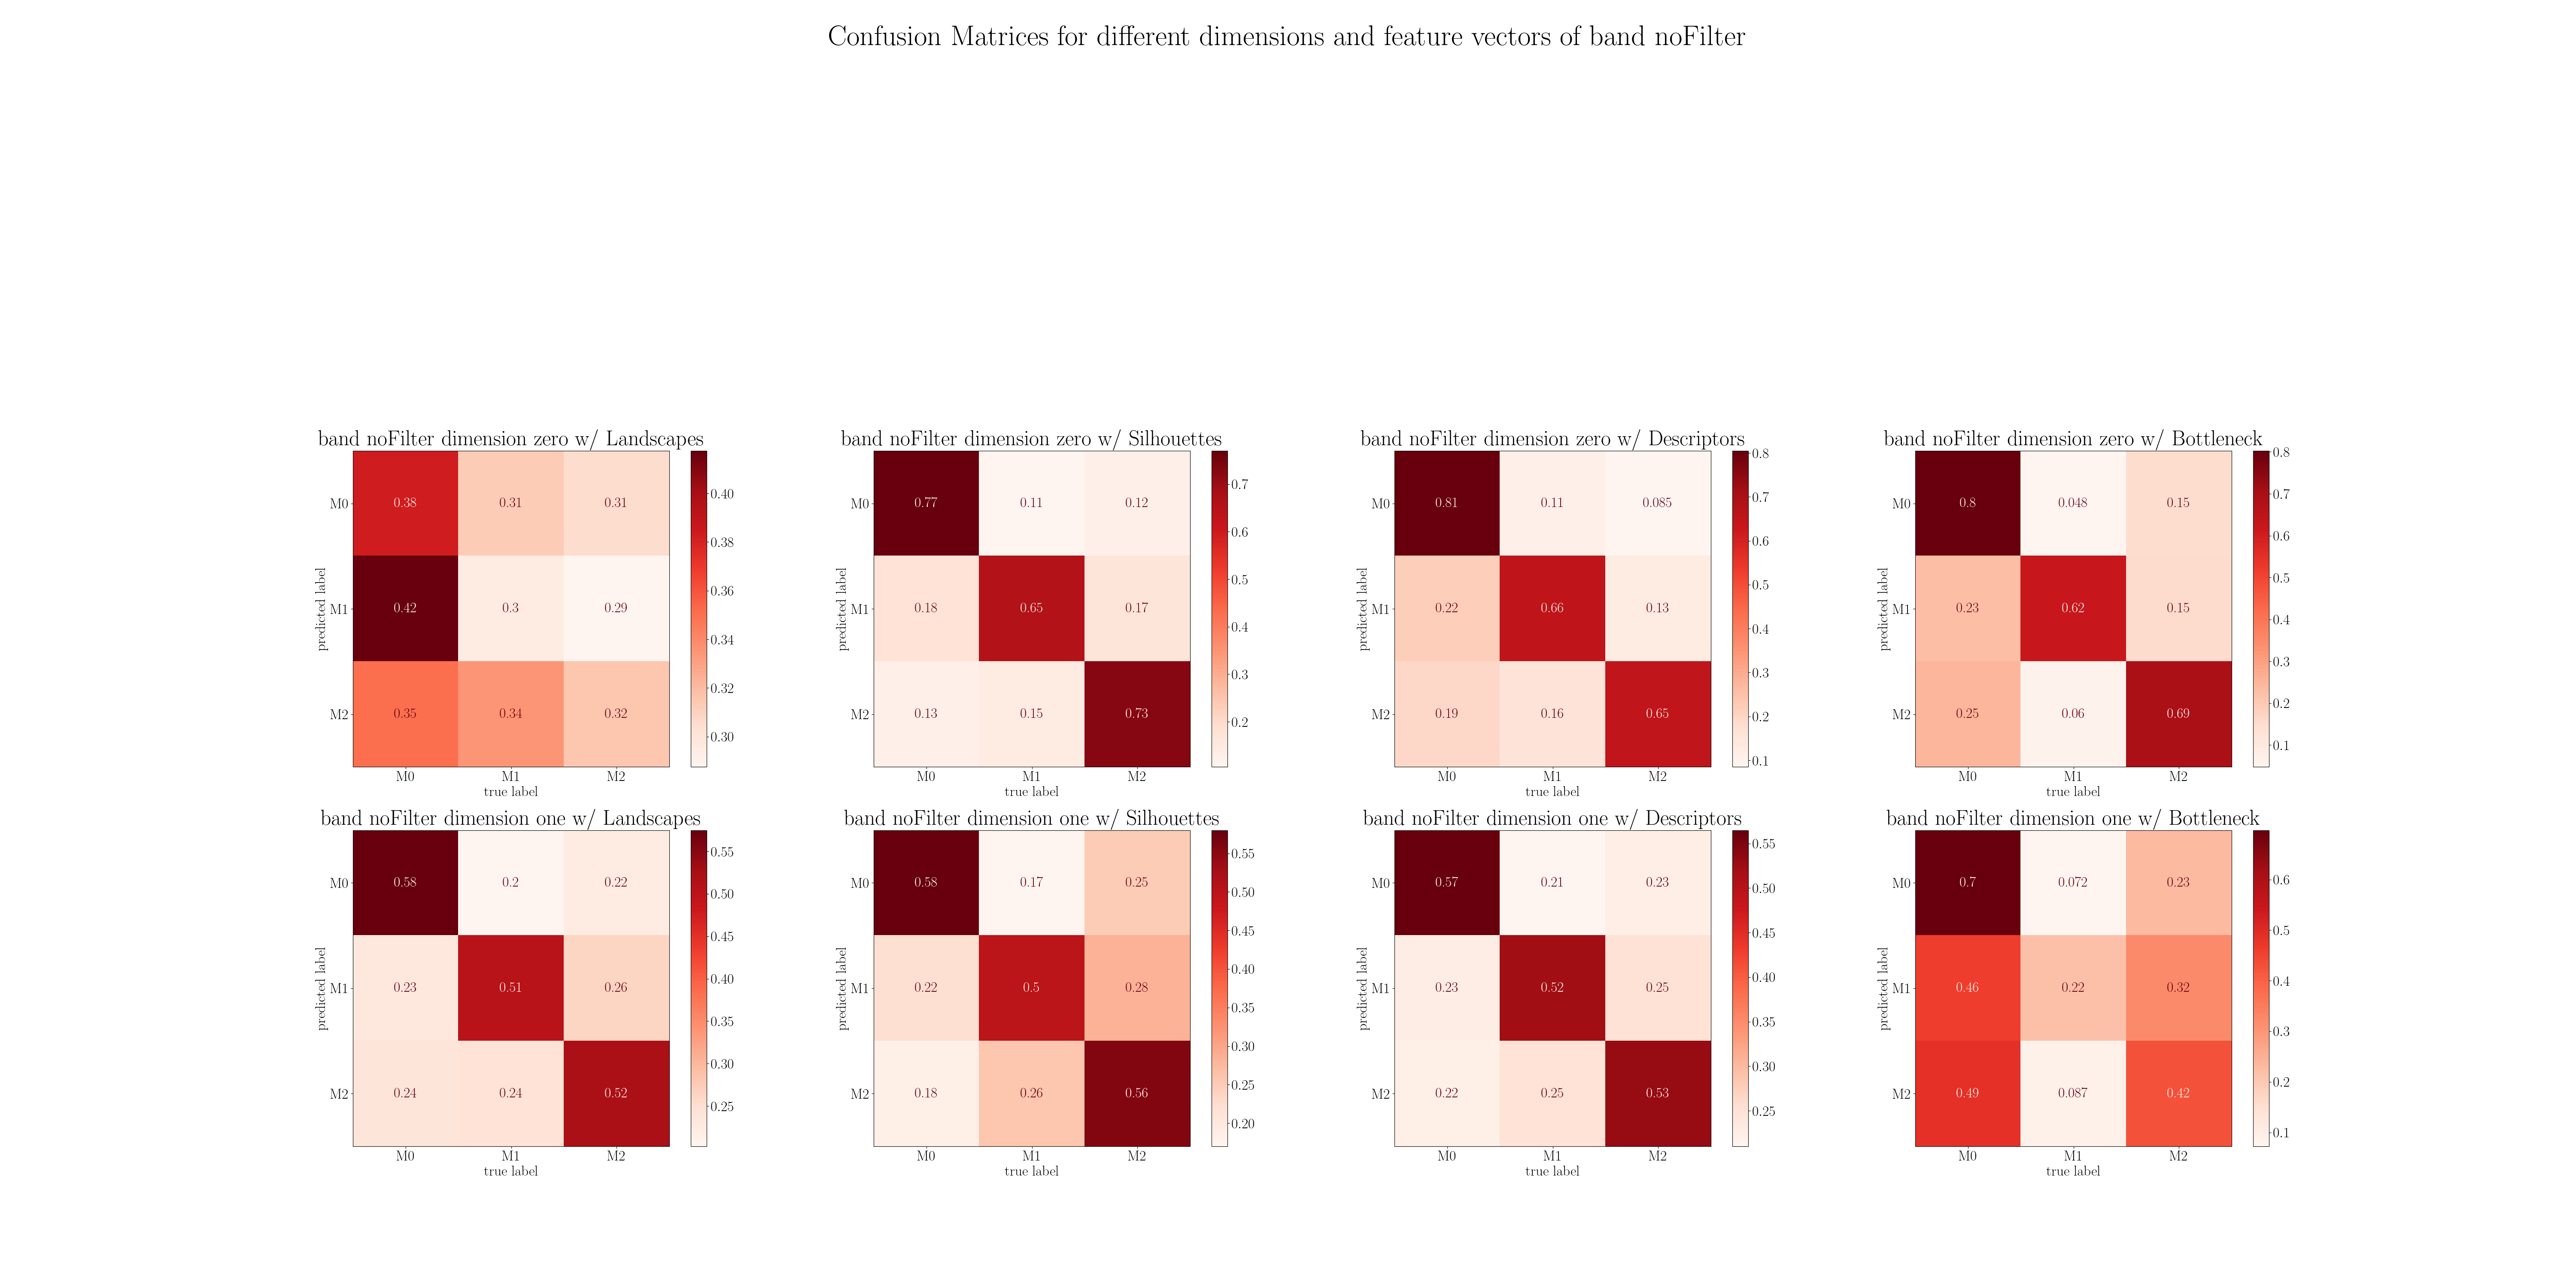 Confusion Matrices for different dimensions and feature vectors of band noFilter
band noFilter dimension zero w/ Landscapes
predicted label
M0 0.38 0.31 0.31
M1 0.42 0.3 0.29
M2 0.35 0.34 0.32
M0 M1 M2
true label
0.40
0.38
0.36
0.34
0.32
0.30
band noFilter dimension zero w/ Silhouettes
predicted label
M0 0.77 0.11 0.12
M1 0.18 0.65 0.17
M2 0.13 0.15 0.73
M0 M1 M2
true label
0.7
0.6
0.5
0.4
0.3
0.2
band noFilter dimension zero w/ Descriptors
predicted label
M0 0.81 0.11 0.085
M1 0.22 0.66 0.13
M2 0.19 0.16 0.65
M0 M1 M2
true label
0.8
0.7
0.6
0.5
0.4
0.3
0.2
0.1
band noFilter dimension zero w/ Bottleneck
predicted label
M0 0.8 0.048 0.15
M1 0.23 0.62 0.15
M2 0.25 0.06 0.69
M0 M1 M2
true label
0.8
0.7
0.6
0.5
0.4
0.3
0.2
0.1
band noFilter dimension one w/ Landscapes
predicted label
M0 0.58 0.2 0.22
M1 0.23 0.51 0.26
M2 0.24 0.24 0.52
M0 M1 M2
true label
0.55
0.50
0.45
0.40
0.35
0.30
0.25
band noFilter dimension one w/ Silhouettes
predicted label
M0 0.58 0.17 0.25
M1 0.22 0.5 0.28
M2 0.18 0.26 0.56
M0 M1 M2
true label
0.55
0.50
0.45
0.40
0.35
0.30
0.25
0.20
band noFilter dimension one w/ Descriptors
predicted label
M0 0.57 0.21 0.23
M1 0.23 0.52 0.25
M2 0.22 0.25 0.53
M0 M1 M2
true label
0.55
0.50
0.45
0.40
0.35
0.30
0.25
band noFilter dimension one w/ Bottleneck
predicted label
M0 0.7 0.072 0.23
M1 0.46 0.22 0.32
M2 0.49 0.087 0.42
M0 M1 M2
true label
0.6
0.5
0.4
0.3
0.2
0.1